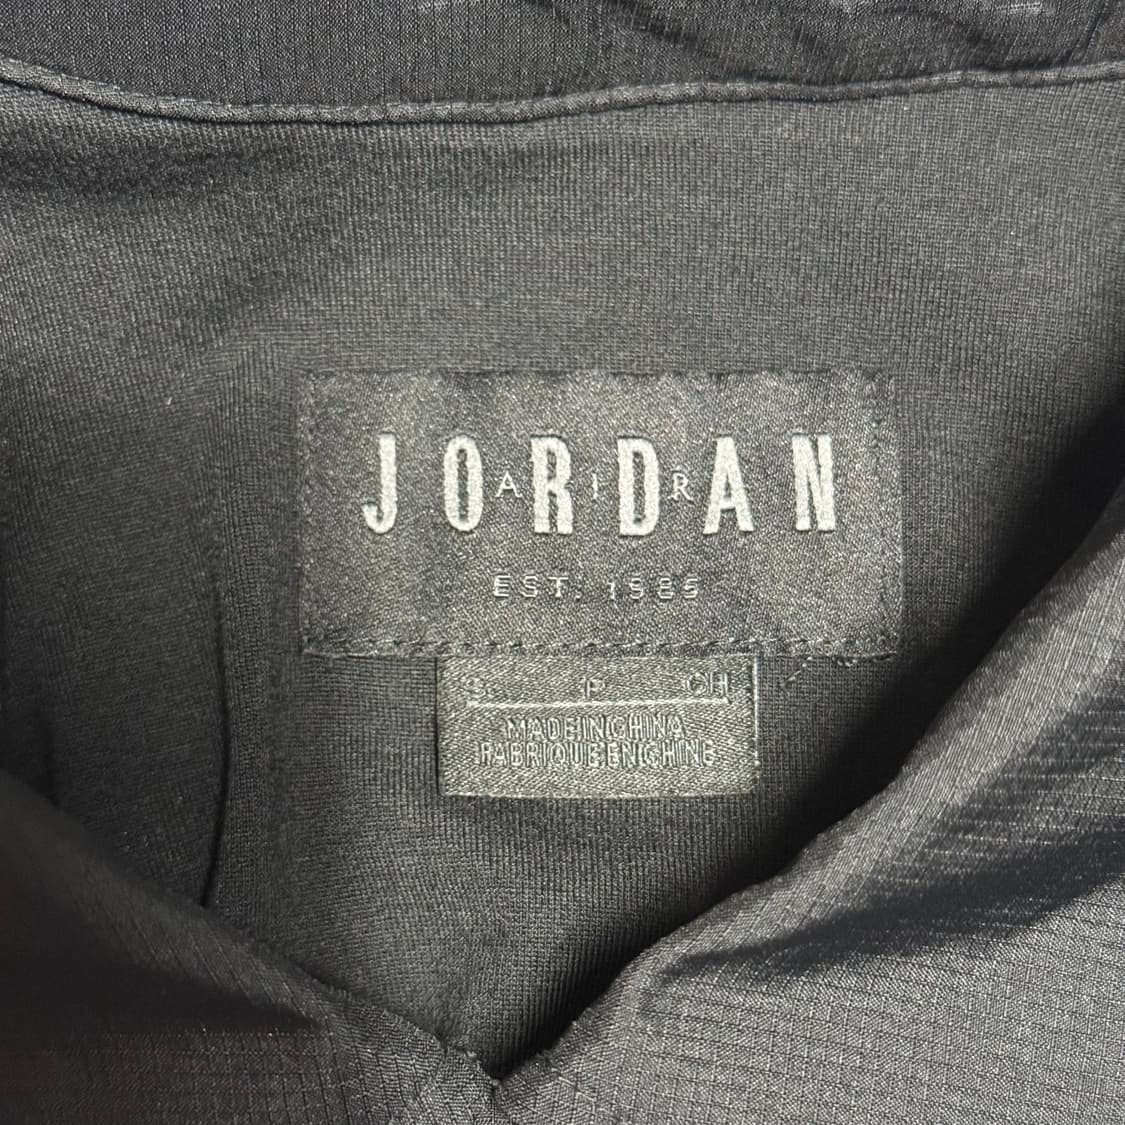 JORDAN
AIR
EST. 1985
S P CH
MADE IN CHINA
FABRIQUE EN CHINE